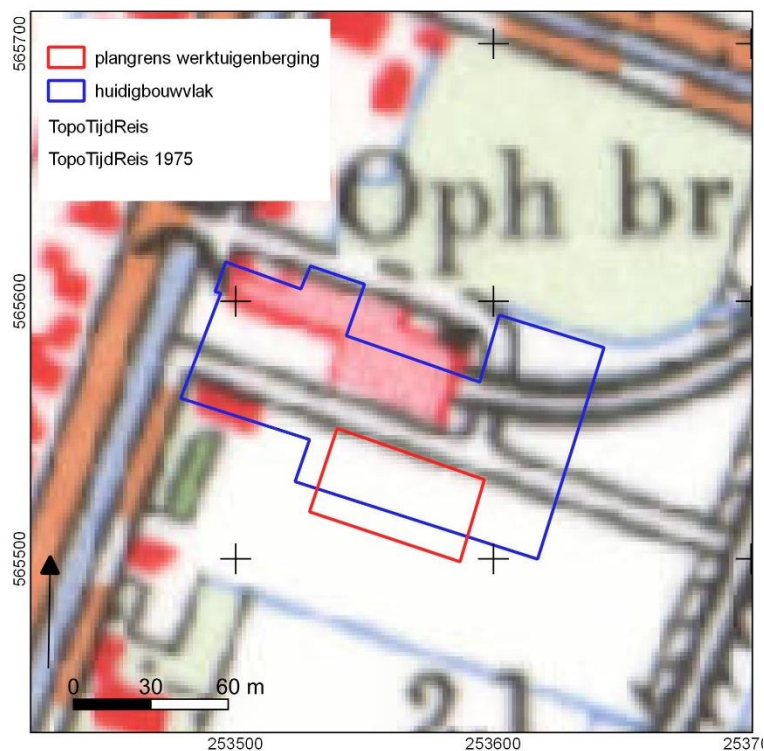 565700
plangrens werktuigenberging
huidigbouwvlak
TopoTijdReis
TopoTijdReis 1975
Oph br
565600
565500
0 30 60 m
21
253500 253600 2537